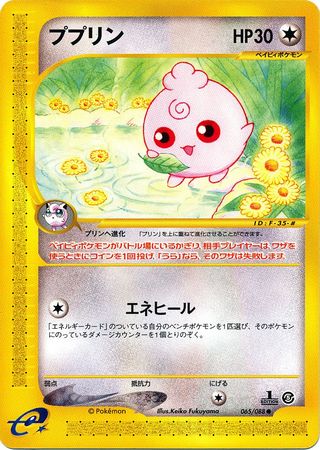 ププリン
HP30
ベイビィポケモン
ID:F-35-#
プリンへ進化 「プリン」を上に重ねて進化させることができます。
ベイビィポケモンがバトル場にいるかぎり、相手プレイヤーは、ワザを
使うときにコインを1回投げ、「うら」なら、そのワザは失敗します。
エネヒール
「エネルギーカード」のついている自分のベンチポケモンを1匹選び、そのポケモン
にのっているダメージカウンターを1個とりのぞく。
弱点 抵抗力 にげる
© Pokémon Illus.Keiko Fukuyama 065/088 ●
1
EDITION
e